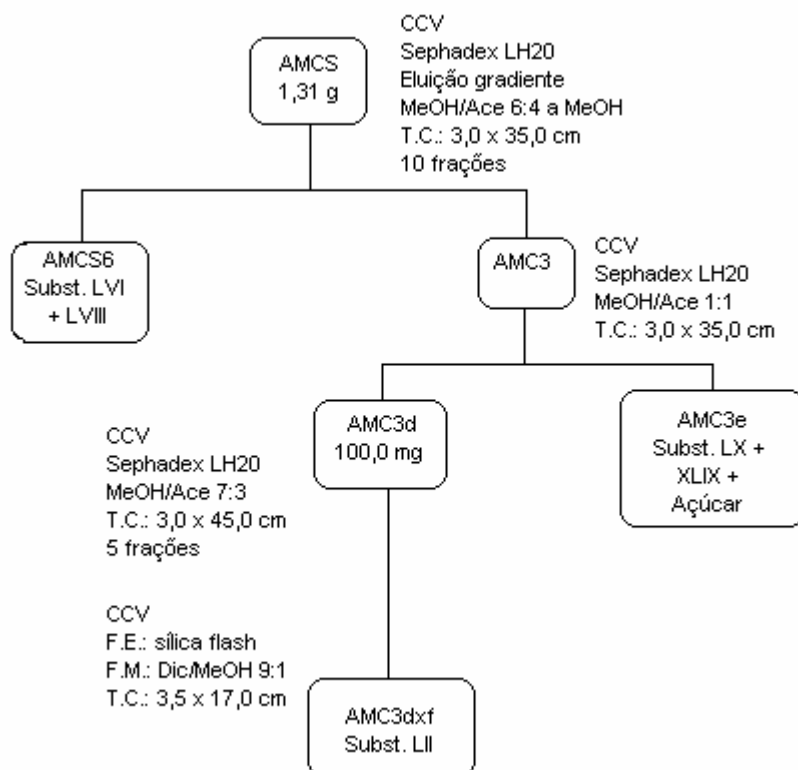 AMCS
1,31 g
CCV
Sephadex LH20
Eluição gradiente
MeOH/Ace 6:4 a MeOH
T.C.: 3,0 x 35,0 cm
10 frações
AMCS6
Subst. LVI
+ LVIII
AMC3
CCV
Sephadex LH20
MeOH/Ace 1:1
T.C.: 3,0 x 35,0 cm
CCV
Sephadex LH20
MeOH/Ace 7:3
T.C.: 3,0 x 45,0 cm
5 frações
AMC3d
100,0 mg
AMC3e
Subst. LX +
XLIX +
Açúcar
CCV
F.E.: sílica flash
F.M.: Dic/MeOH 9:1
T.C.: 3,5 x 17,0 cm
AMC3dxf
Subst. LII